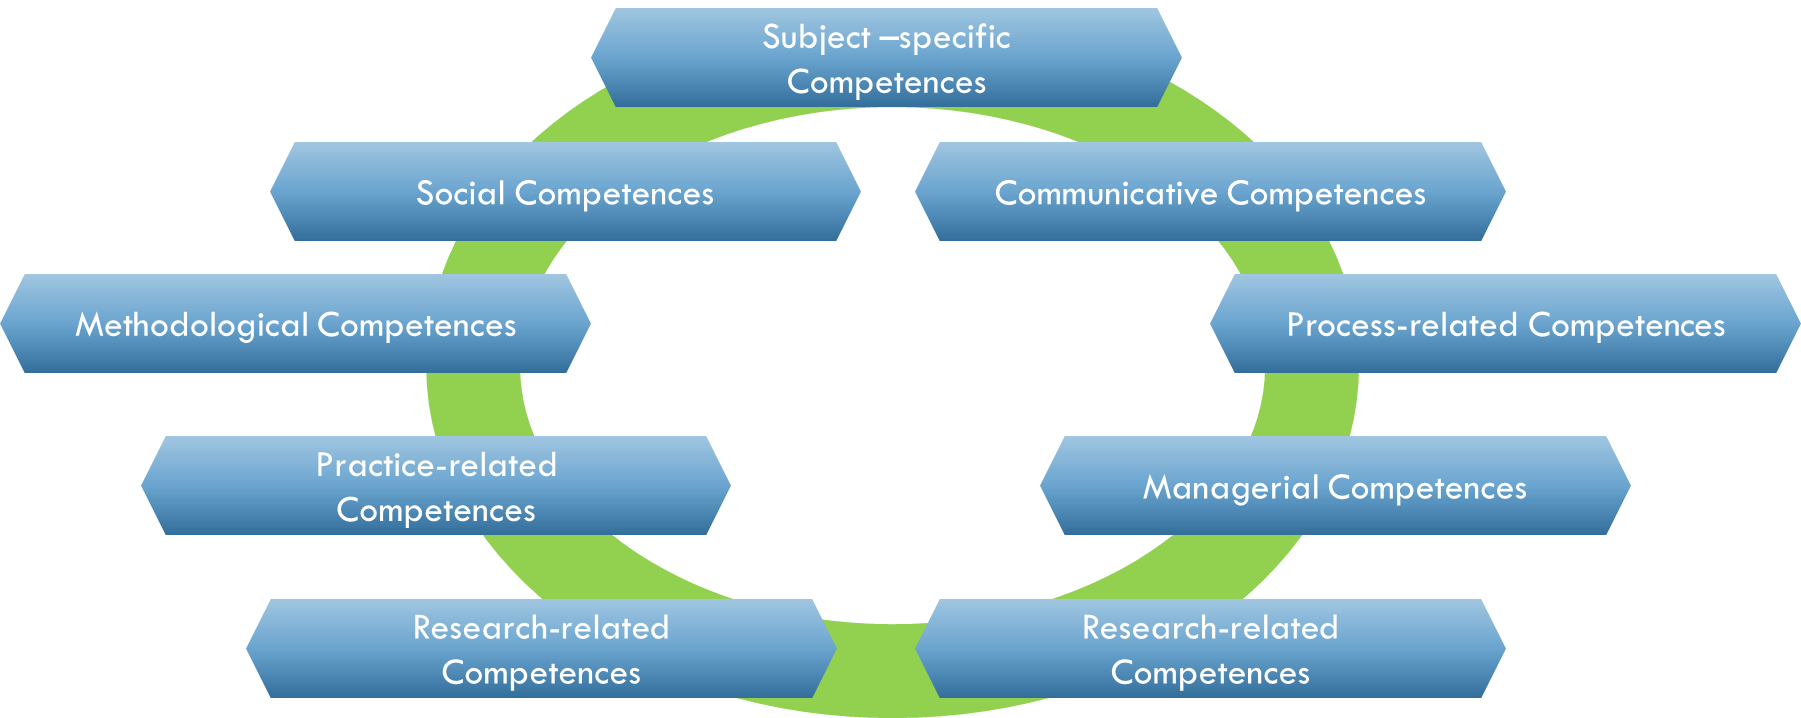 Subject –specific
Competences
Social Competences
Communicative Competences
Methodological Competences
Process-related Competences
Practice-related
Competences
Managerial Competences
Research-related
Competences
Research-related
Competences